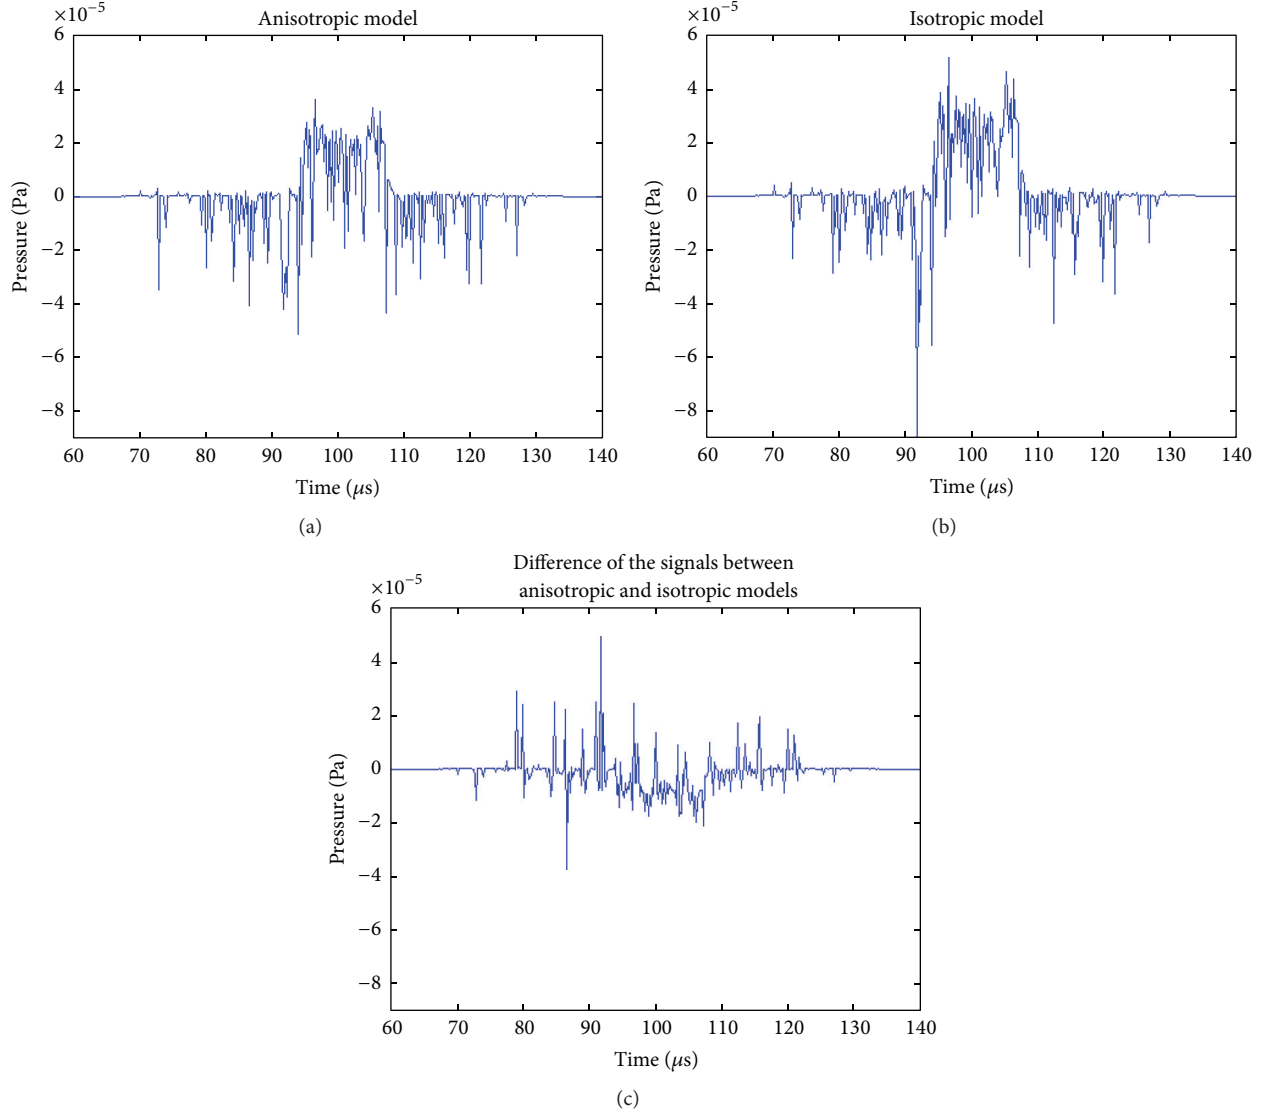 Anisotropic model
×10⁻⁵
6
4
2
0
−2
−4
−6
−8
Pressure (Pa)
60 70 80 90 100 110 120 130 140
Time (μs)
(a)
Isotropic model
×10⁻⁵
6
4
2
0
−2
−4
−6
−8
Pressure (Pa)
60 70 80 90 100 110 120 130 140
Time (μs)
(b)
Difference of the signals between
anisotropic and isotropic models
×10⁻⁵
6
4
2
0
−2
−4
−6
−8
Pressure (Pa)
60 70 80 90 100 110 120 130 140
Time (μs)
(c)